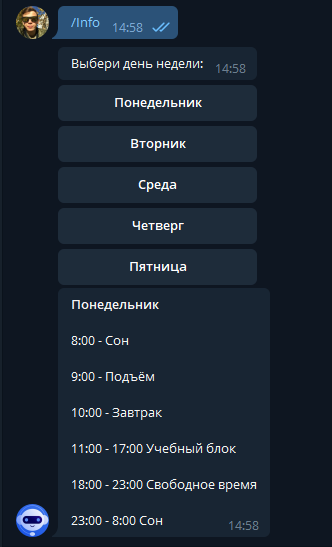 /Info 14:58
Выбери день недели: 14:58
Понедельник
Вторник
Среда
Четверг
Пятница
Понедельник
8:00 - Сон
9:00 - Подъём
10:00 - Завтрак
11:00 - 17:00 Учебный блок
18:00 - 23:00 Свободное время
23:00 - 8:00 Сон 14:58